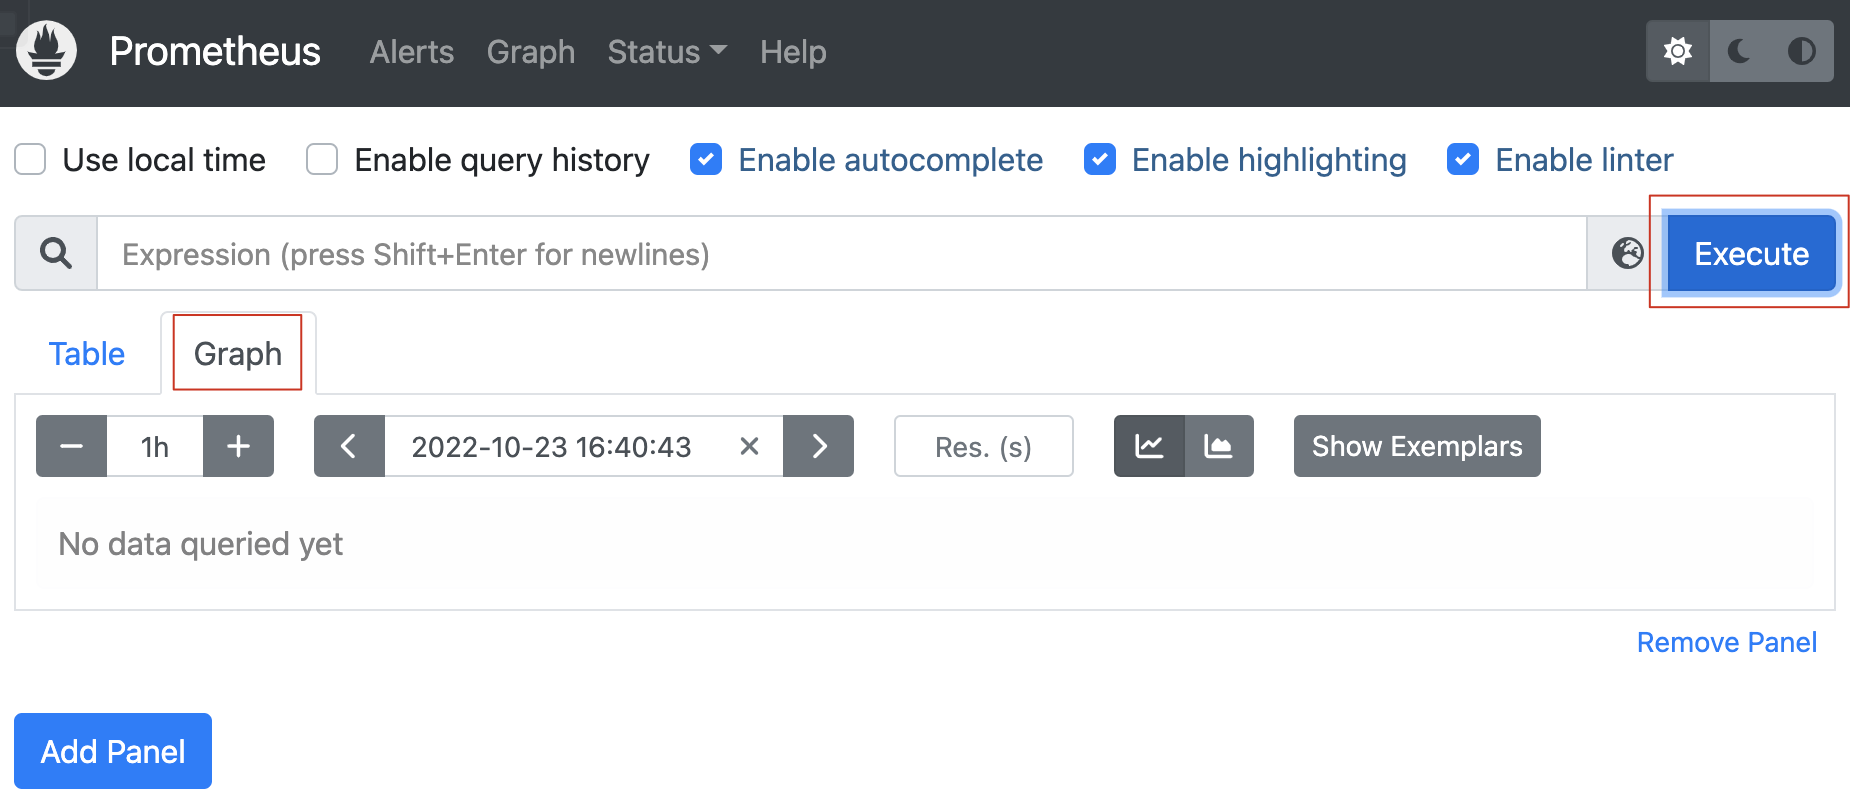 Prometheus Alerts Graph Status Help
Use local time Enable query history Enable autocomplete Enable highlighting Enable linter
Expression (press Shift+Enter for newlines) Execute
Table Graph
1h 2022-10-23 16:40:43 Res. (s) Show Exemplars
No data queried yet
Remove Panel
Add Panel